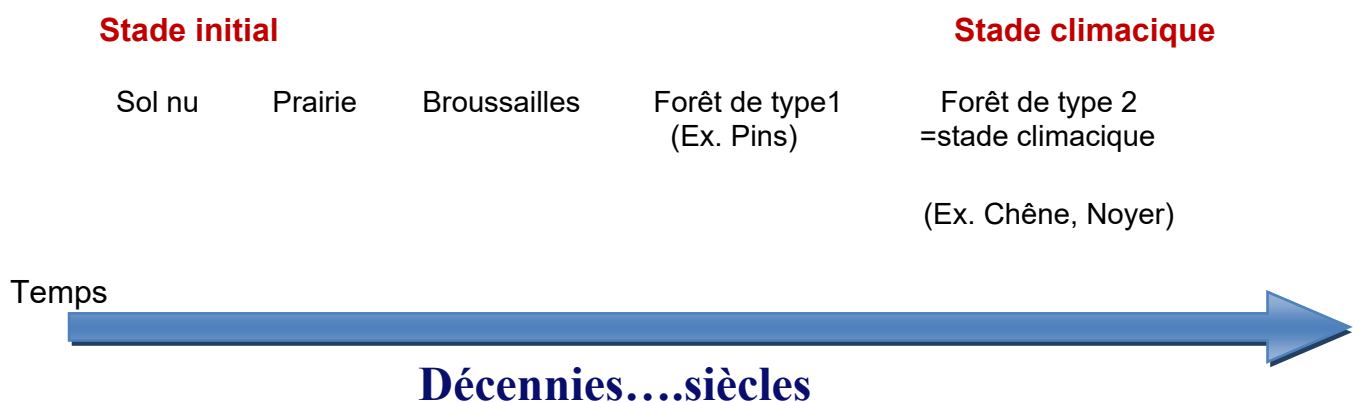 Stade initial Stade climacique
Sol nu Prairie Broussailles Forêt de type1 Forêt de type 2
(Ex. Pins) =stade climacique
(Ex. Chêne, Noyer)
Temps
Décennies….siècles